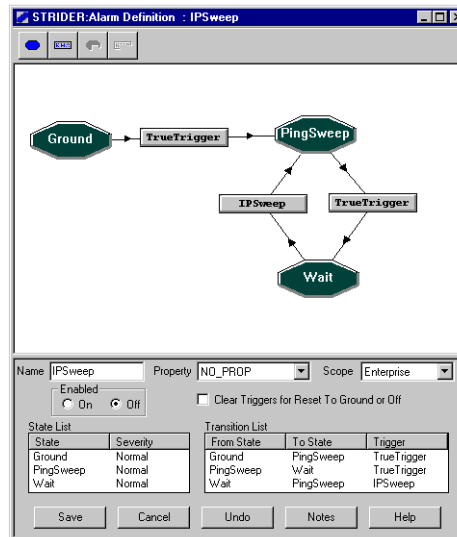 STRIDER:Alarm Definition : IPSweep
Ground
TrueTrigger
PingSweep
IPSweep
TrueTrigger
Wait
Name IPSweep Property NO_PROP Scope Enterprise
Enabled
On Off Clear Triggers for Reset To Ground or Off
State List Transition List
State Severity From State To State Trigger
Ground Normal Ground PingSweep TrueTrigger
PingSweep Normal PingSweep Wait TrueTrigger
Wait Normal Wait PingSweep IPSweep
Save Cancel Undo Notes Help